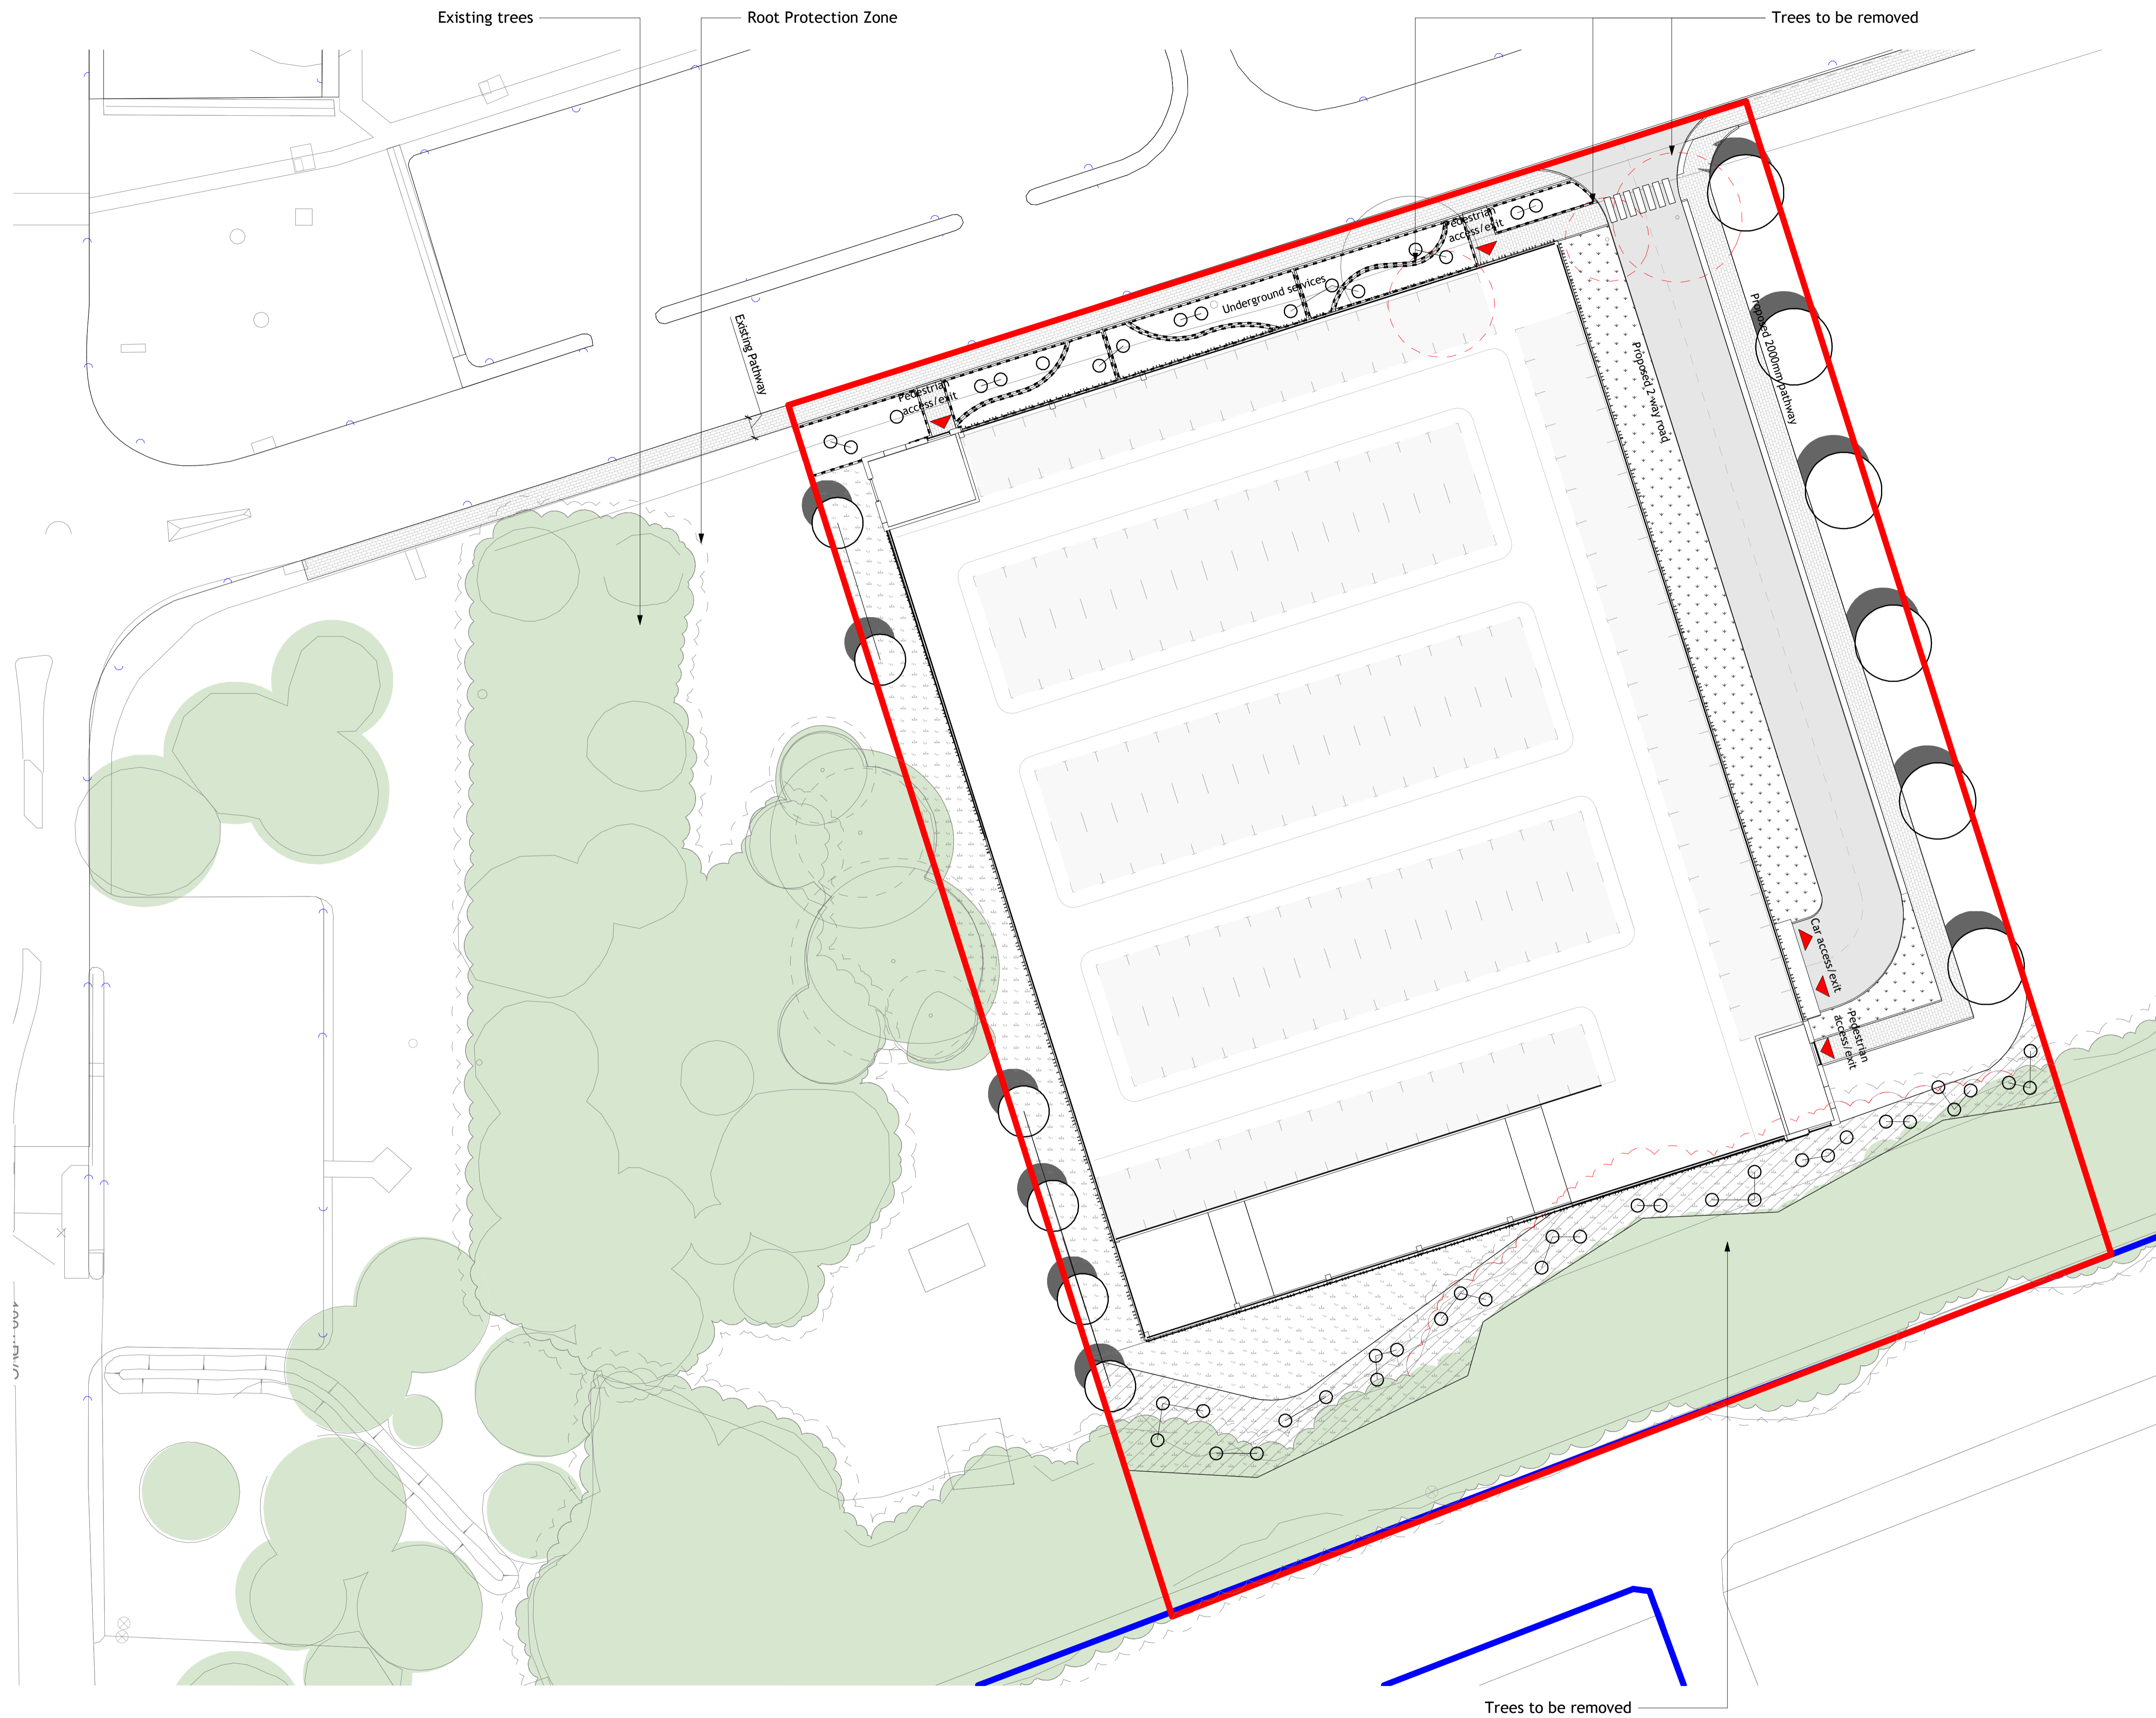 Existing trees
Root Protection Zone
Trees to be removed
Pedestrian
access/exit
Underground services
Existing Pathway
Pedestrian
access/exit
Proposed 2 way road
Proposed 2000mm pathway
Car access/exit
Pedestrian
access/exit
Trees to be removed